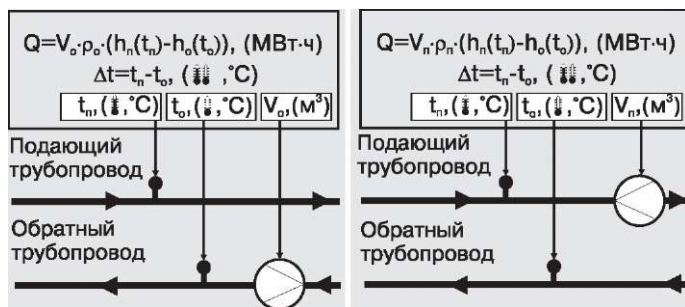 Q=Vₒ·ρₒ·(hₙ(tₙ)-hₒ(tₒ)), (МВт·ч)
Δt=tₙ-tₒ, ( ,°C)
tₙ,( ,°C) tₒ,( ,°C) Vₒ,(м³)
Подающий
трубопровод
Обратный
трубопровод
Q=Vₙ·ρₙ·(hₙ(tₙ)-hₒ(tₒ)), (МВт·ч)
Δt=tₙ-tₒ, ( ,°C)
tₙ,( ,°C) tₒ,( ,°C) Vₙ,(м³)
Подающий
трубопровод
Обратный
трубопровод